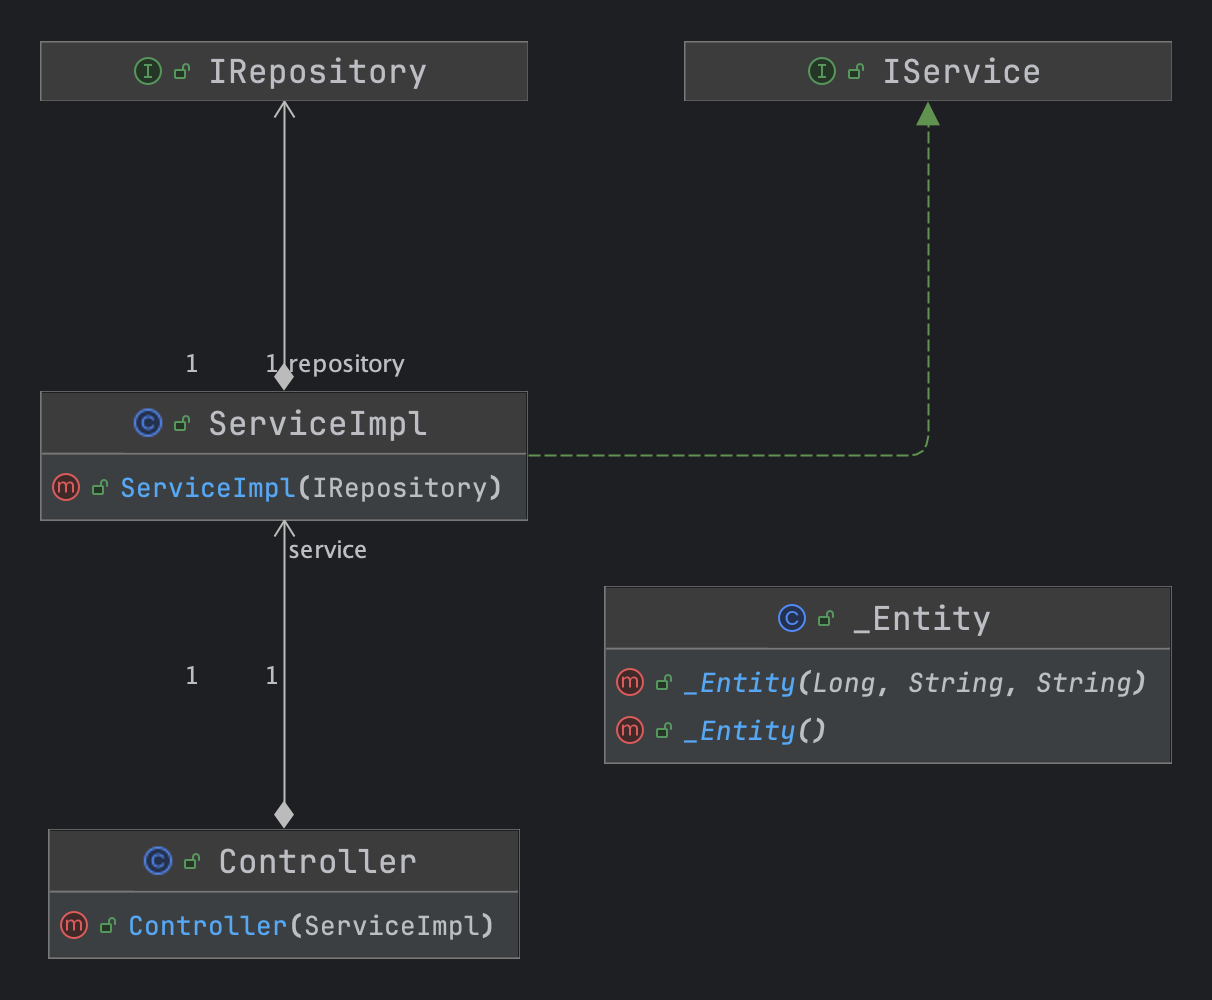 I IRepository
I IService
1 1 repository
C ServiceImpl
m ServiceImpl(IRepository)
service
1 1
C _Entity
m _Entity(Long, String, String)
m _Entity()
C Controller
m Controller(ServiceImpl)